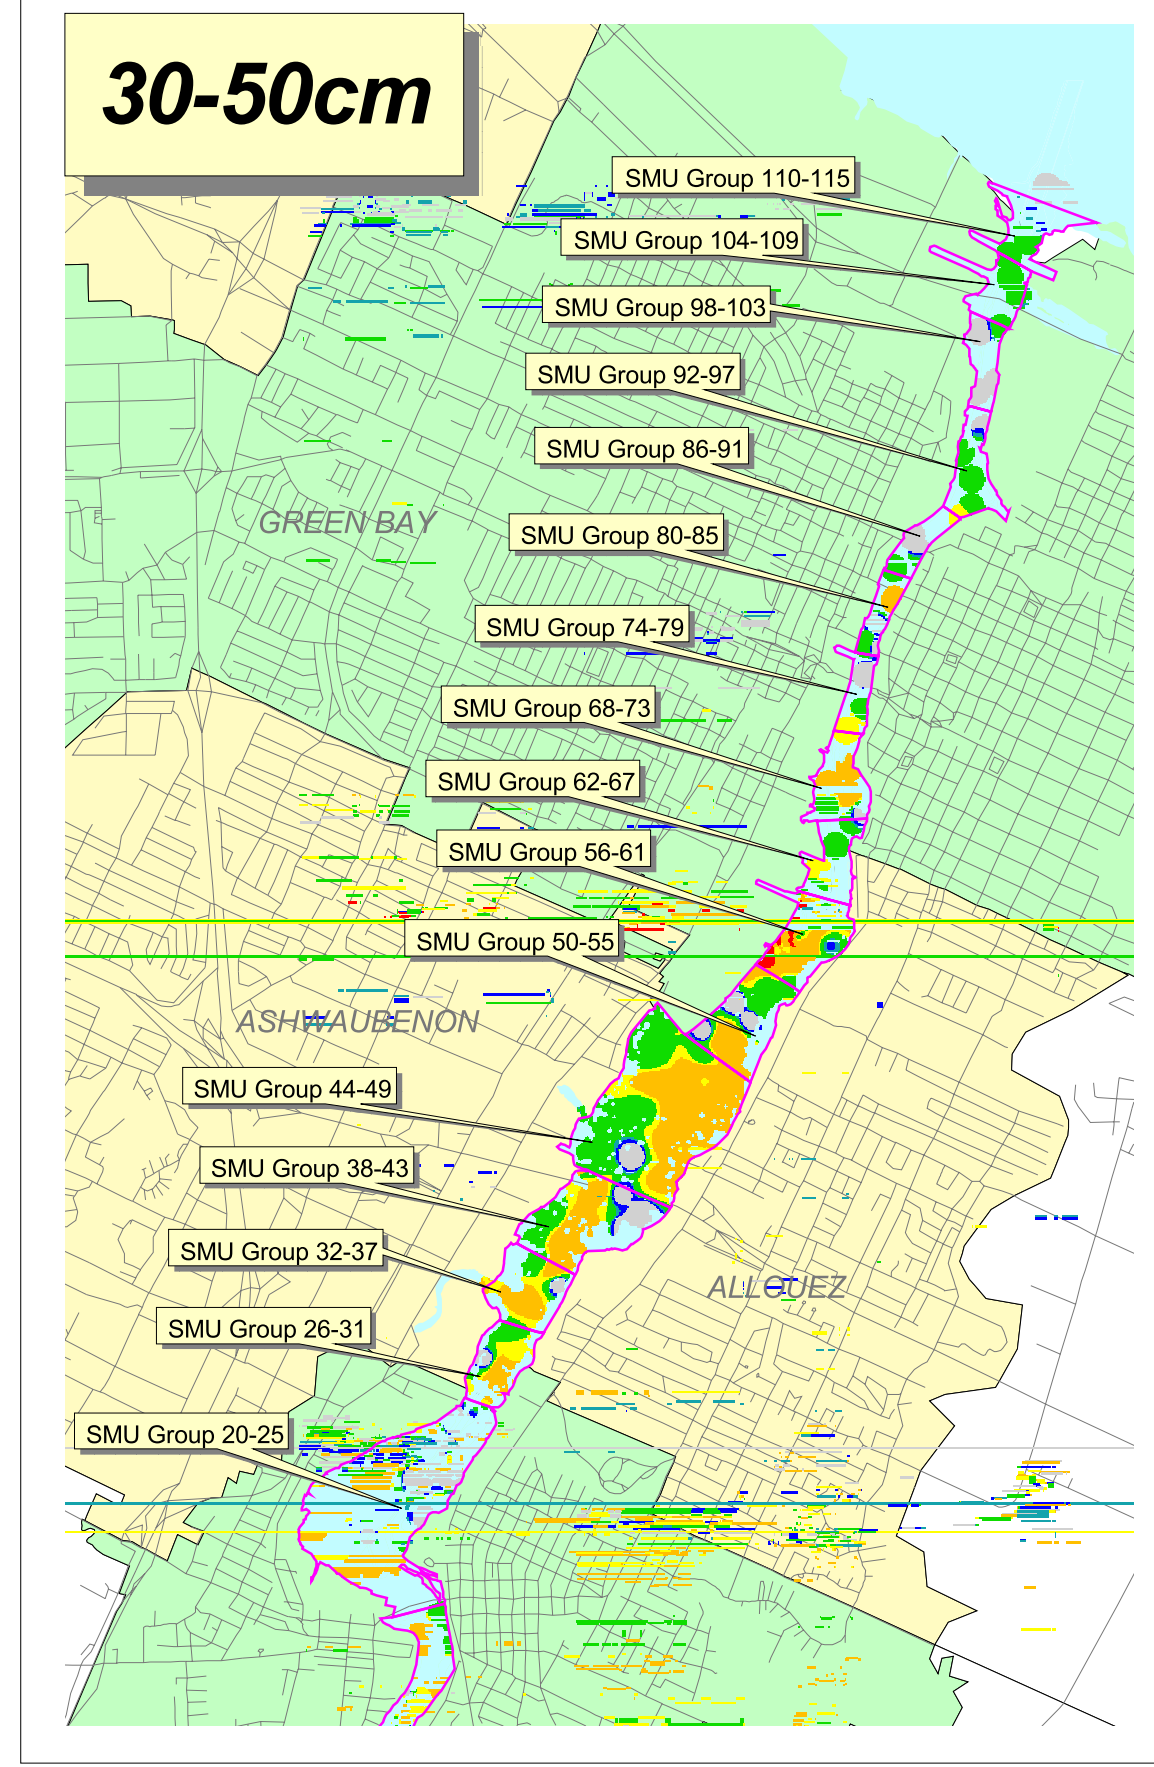 30-50cm
SMU Group 110-115
SMU Group 104-109
SMU Group 98-103
SMU Group 92-97
SMU Group 86-91
GREEN BAY
SMU Group 80-85
SMU Group 74-79
SMU Group 68-73
SMU Group 62-67
SMU Group 56-61
SMU Group 50-55
ASHWAUBENON
SMU Group 44-49
SMU Group 38-43
SMU Group 32-37
ALLOUEZ
SMU Group 26-31
SMU Group 20-25